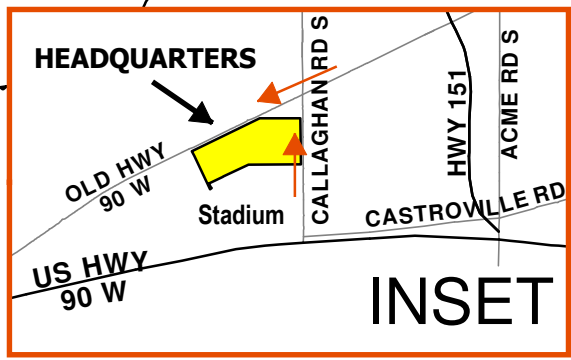 HEADQUARTERS
CALLAGHAN RD S
HWY 151
ACME RD S
OLD HWY
90 W
Stadium
CASTROVILLE RD
US HWY
90 W
INSET